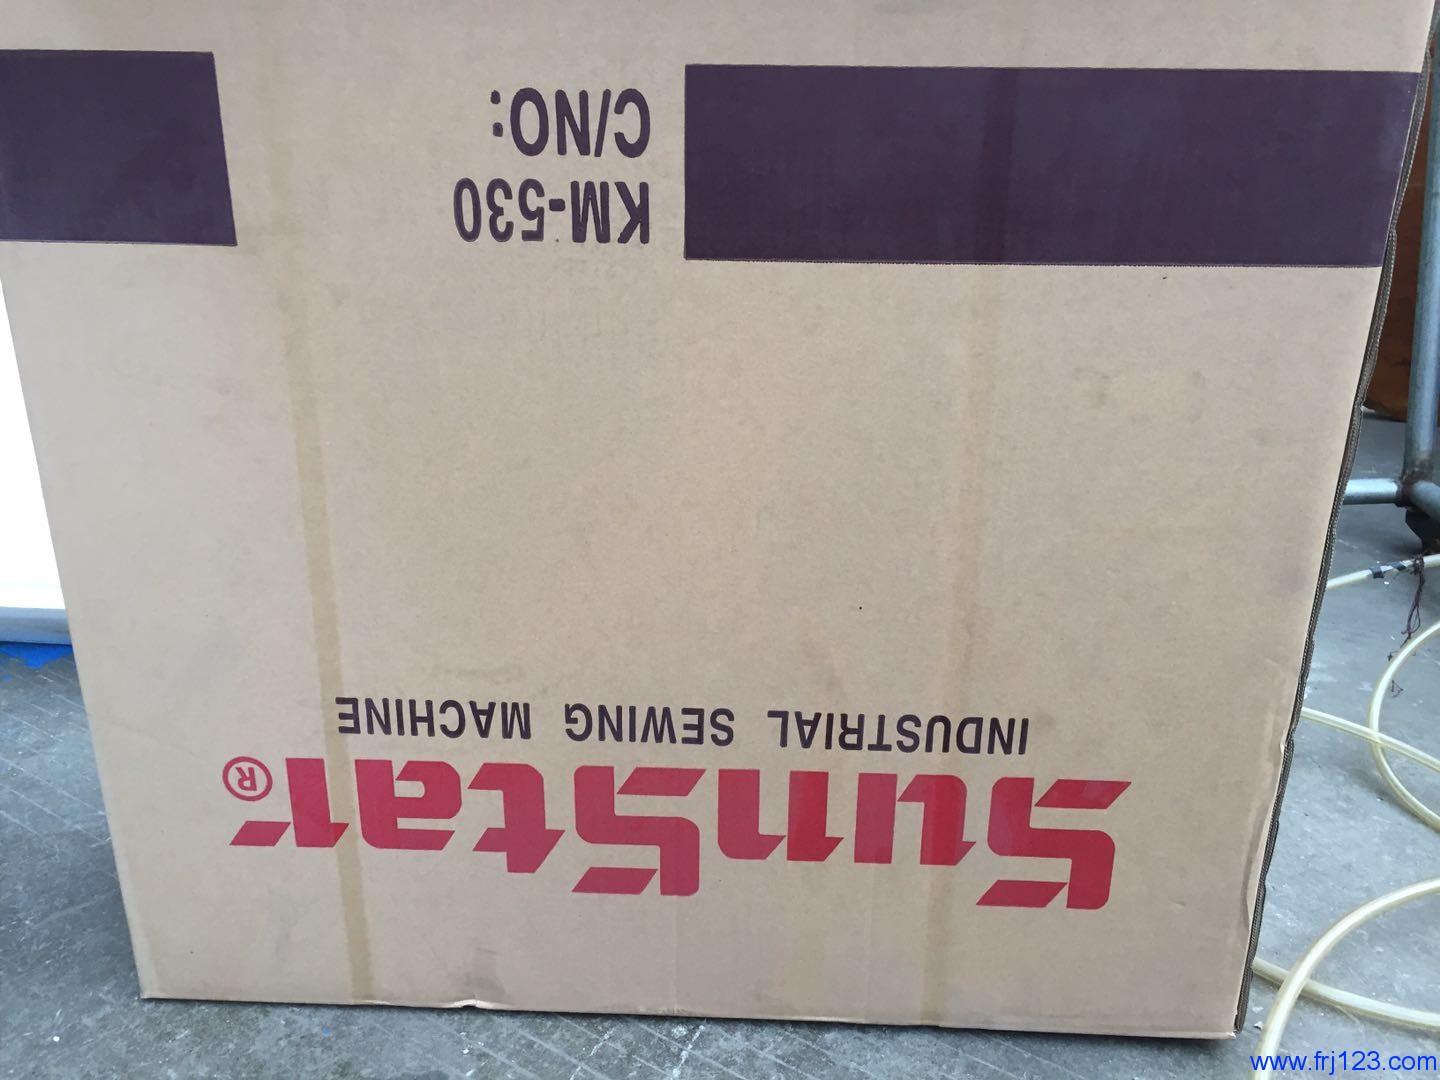 SunStar®
INDUSTRIAL SEWING MACHINE
KM-530
C/NO:
www.frj123.com